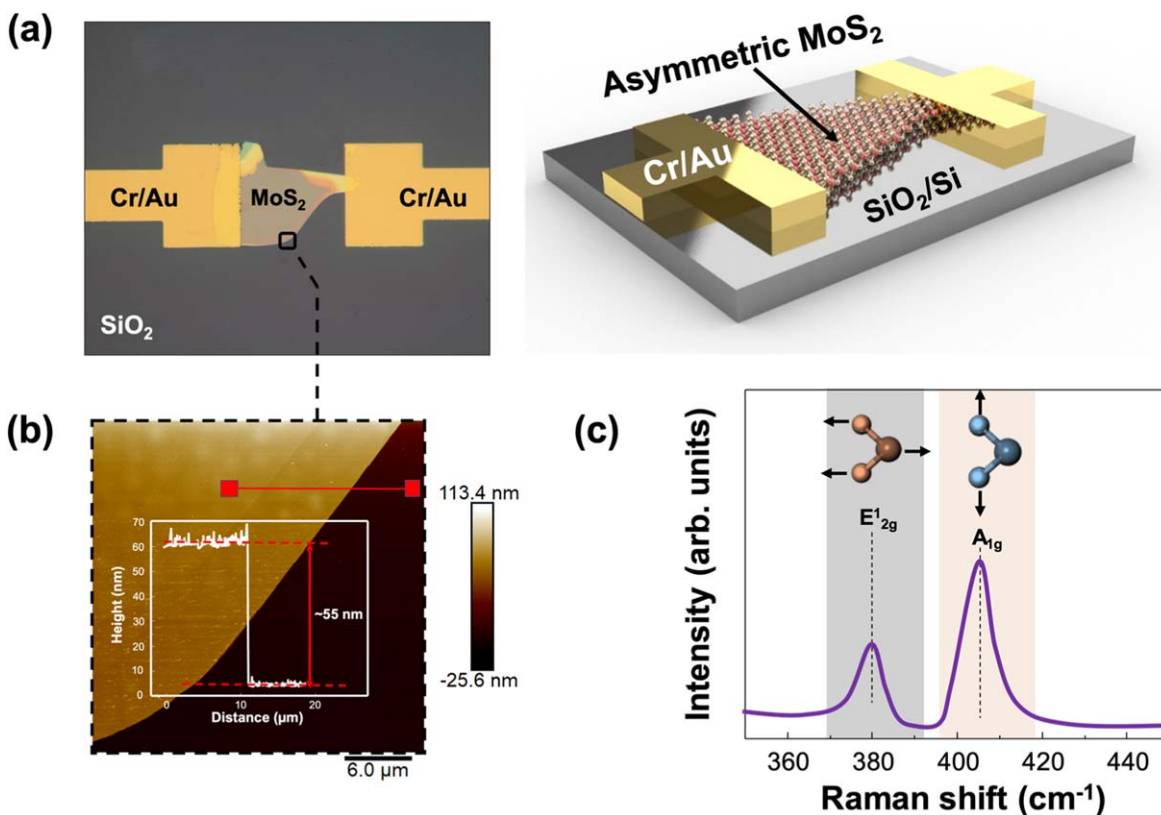 (a)
Cr/Au
MoS₂
Cr/Au
SiO₂
Asymmetric MoS₂
Cr/Au
SiO₂/Si
(b)
113.4 nm
-25.6 nm
70
60
50
40
30
20
10
0
Height (nm)
~55 nm
0
10
20
Distance (μm)
6.0 μm
(c)
Intensity (arb. units)
E¹₂g
A₁g
360
380
400
420
440
Raman shift (cm⁻¹)